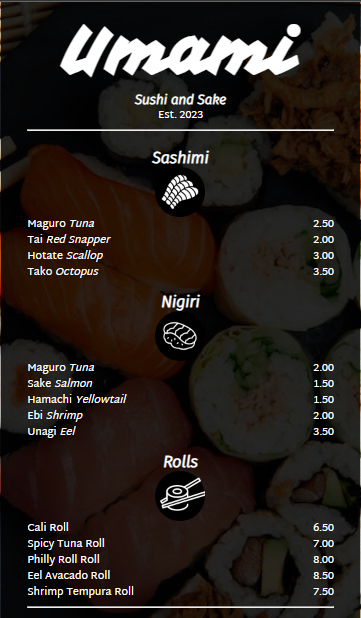 Umami
Sushi and Sake
Est. 2023
Sashimi
Maguro Tuna 2.50
Tai Red Snapper 2.00
Hotate Scallop 3.00
Tako Octopus 3.50
Nigiri
Maguro Tuna 2.00
Sake Salmon 1.50
Hamachi Yellowtail 1.50
Ebi Shrimp 2.00
Unagi Eel 3.50
Rolls
Cali Roll 6.50
Spicy Tuna Roll 7.00
Philly Roll Roll 8.00
Eel Avacado Roll 8.50
Shrimp Tempura Roll 7.50